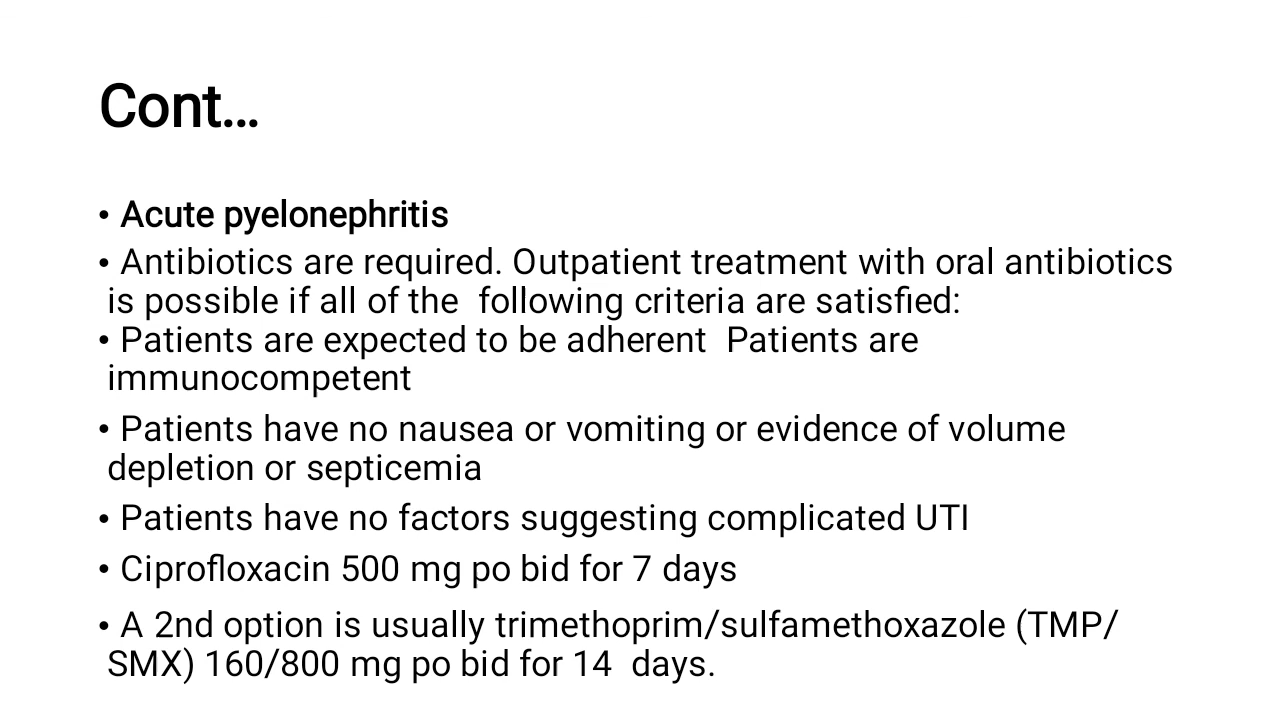 Cont...
• Acute pyelonephritis
• Antibiotics are required. Outpatient treatment with oral antibiotics
is possible if all of the  following criteria are satisfied:
• Patients are expected to be adherent  Patients are
immunocompetent
• Patients have no nausea or vomiting or evidence of volume
depletion or septicemia
• Patients have no factors suggesting complicated UTI
• Ciprofloxacin 500 mg po bid for 7 days
• A 2nd option is usually trimethoprim/sulfamethoxazole (TMP/
SMX) 160/800 mg po bid for 14  days.